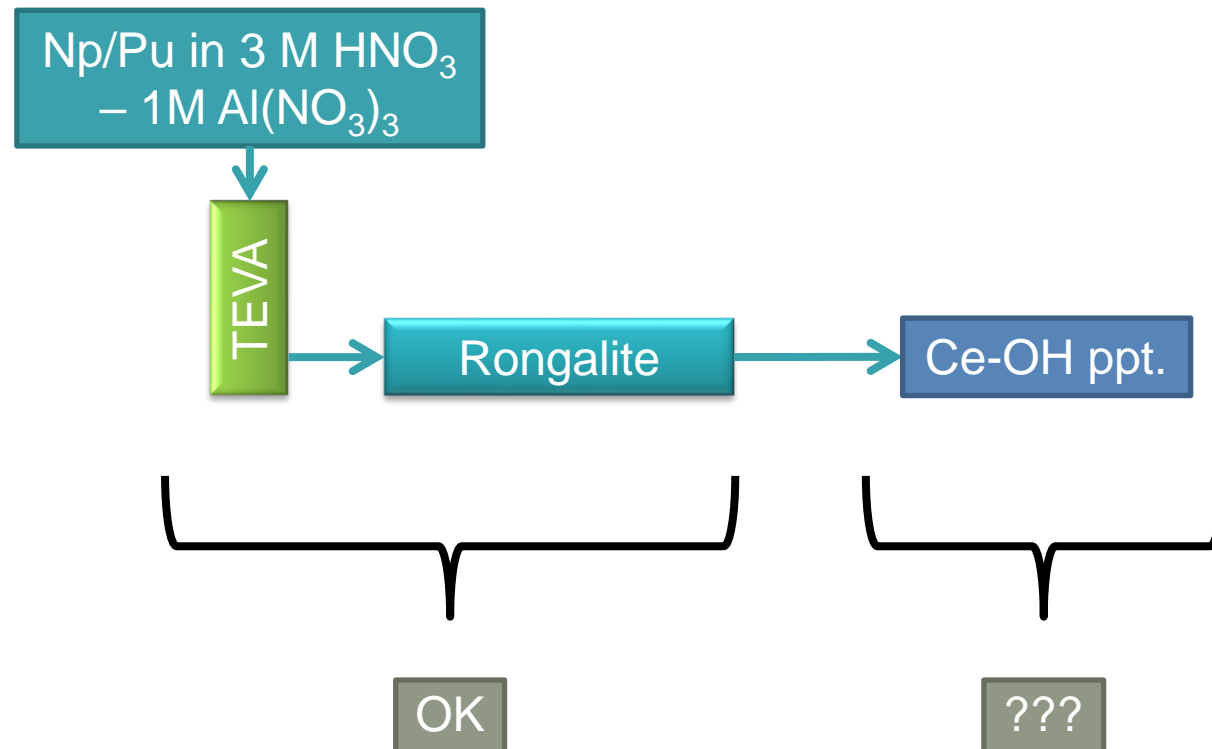 Np/Pu in 3 M HNO₃
– 1M Al(NO₃)₃
TEVA
Rongalite
Ce-OH ppt.
OK
???